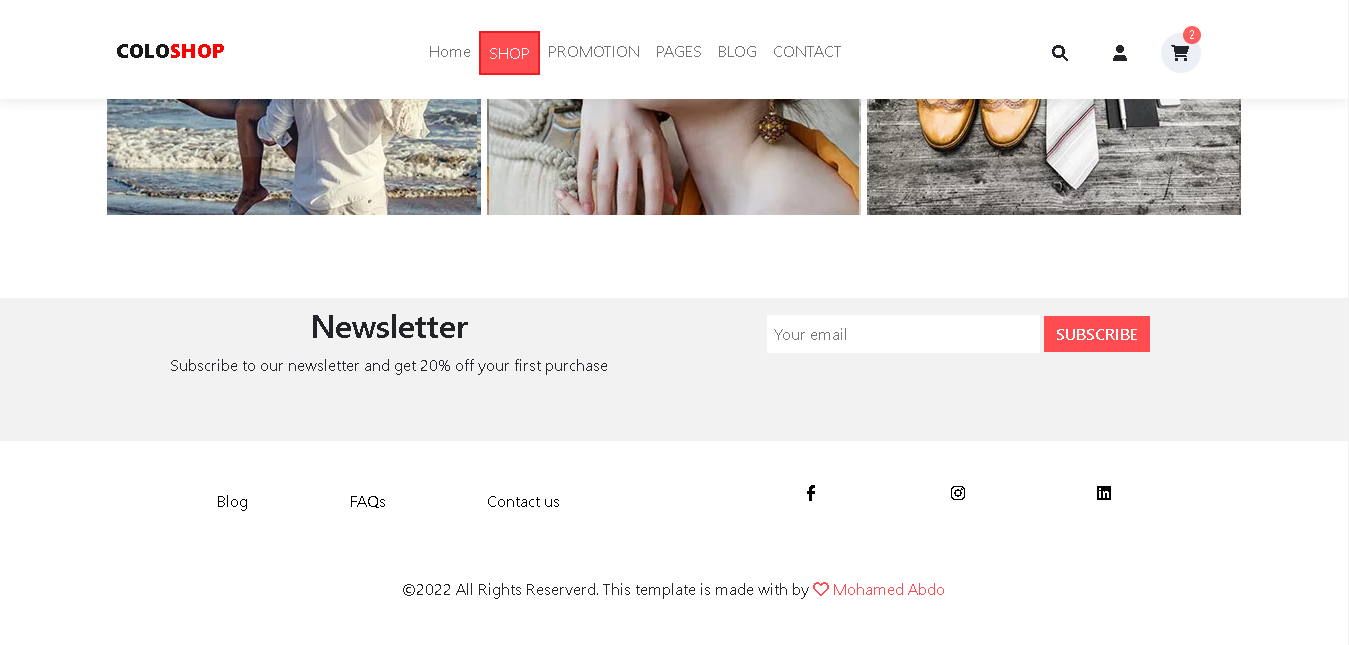 COLOSHOP
Home SHOP PROMOTION PAGES BLOG CONTACT
2
Newsletter
Subscribe to our newsletter and get 20% off your first purchase
Your email
SUBSCRIBE
Blog FAQs Contact us
©2022 All Rights Reserverd. This template is made with by Mohamed Abdo